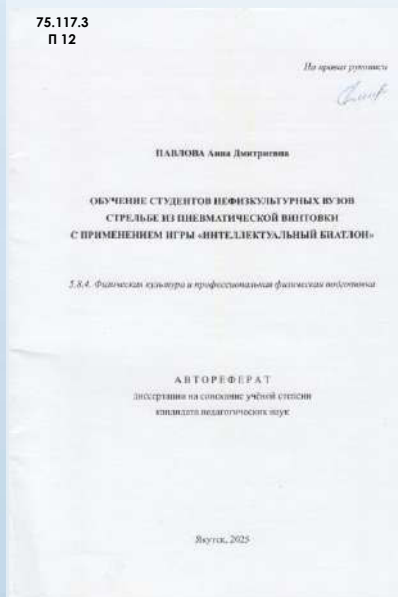 75.117.3
П 12
На правах рукописи
ПАВЛОВА Анна Дмитриевна
ОБУЧЕНИЕ СТУДЕНТОВ НЕФИЗКУЛЬТУРНЫХ ВУЗОВ
СТРЕЛЬБЕ ИЗ ПНЕВМАТИЧЕСКОЙ ВИНТОВКИ
С ПРИМЕНЕНИЕМ ИГРЫ «ИНТЕЛЛЕКТУАЛЬНЫЙ БИАТЛОН»
5.8.4. Физическая культура и профессиональная физическая подготовка
АВТОРЕФЕРАТ
диссертации на соискание учёной степени
кандидата педагогических наук
Якутск, 2025